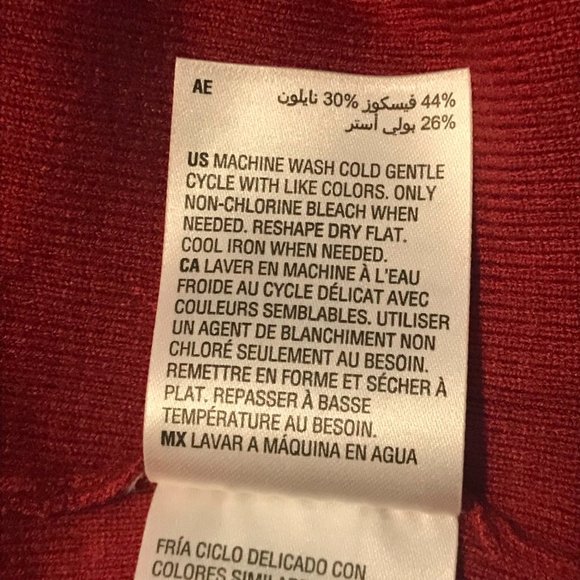 AE
44% فيسكوز 30% نايلون
26% بولي أستر
US MACHINE WASH COLD GENTLE
CYCLE WITH LIKE COLORS. ONLY
NON-CHLORINE BLEACH WHEN
NEEDED. RESHAPE DRY FLAT.
COOL IRON WHEN NEEDED.
CA LAVER EN MACHINE À L'EAU
FROIDE AU CYCLE DÉLICAT AVEC
COULEURS SEMBLABLES. UTILISER
UN AGENT DE BLANCHIMENT NON
CHLORÉ SEULEMENT AU BESOIN.
REMETTRE EN FORME ET SÉCHER À
PLAT. REPASSER À BASSE
TEMPÉRATURE AU BESOIN.
MX LAVAR A MÁQUINA EN AGUA
FRÍA CICLO DELICADO CON
COLORES